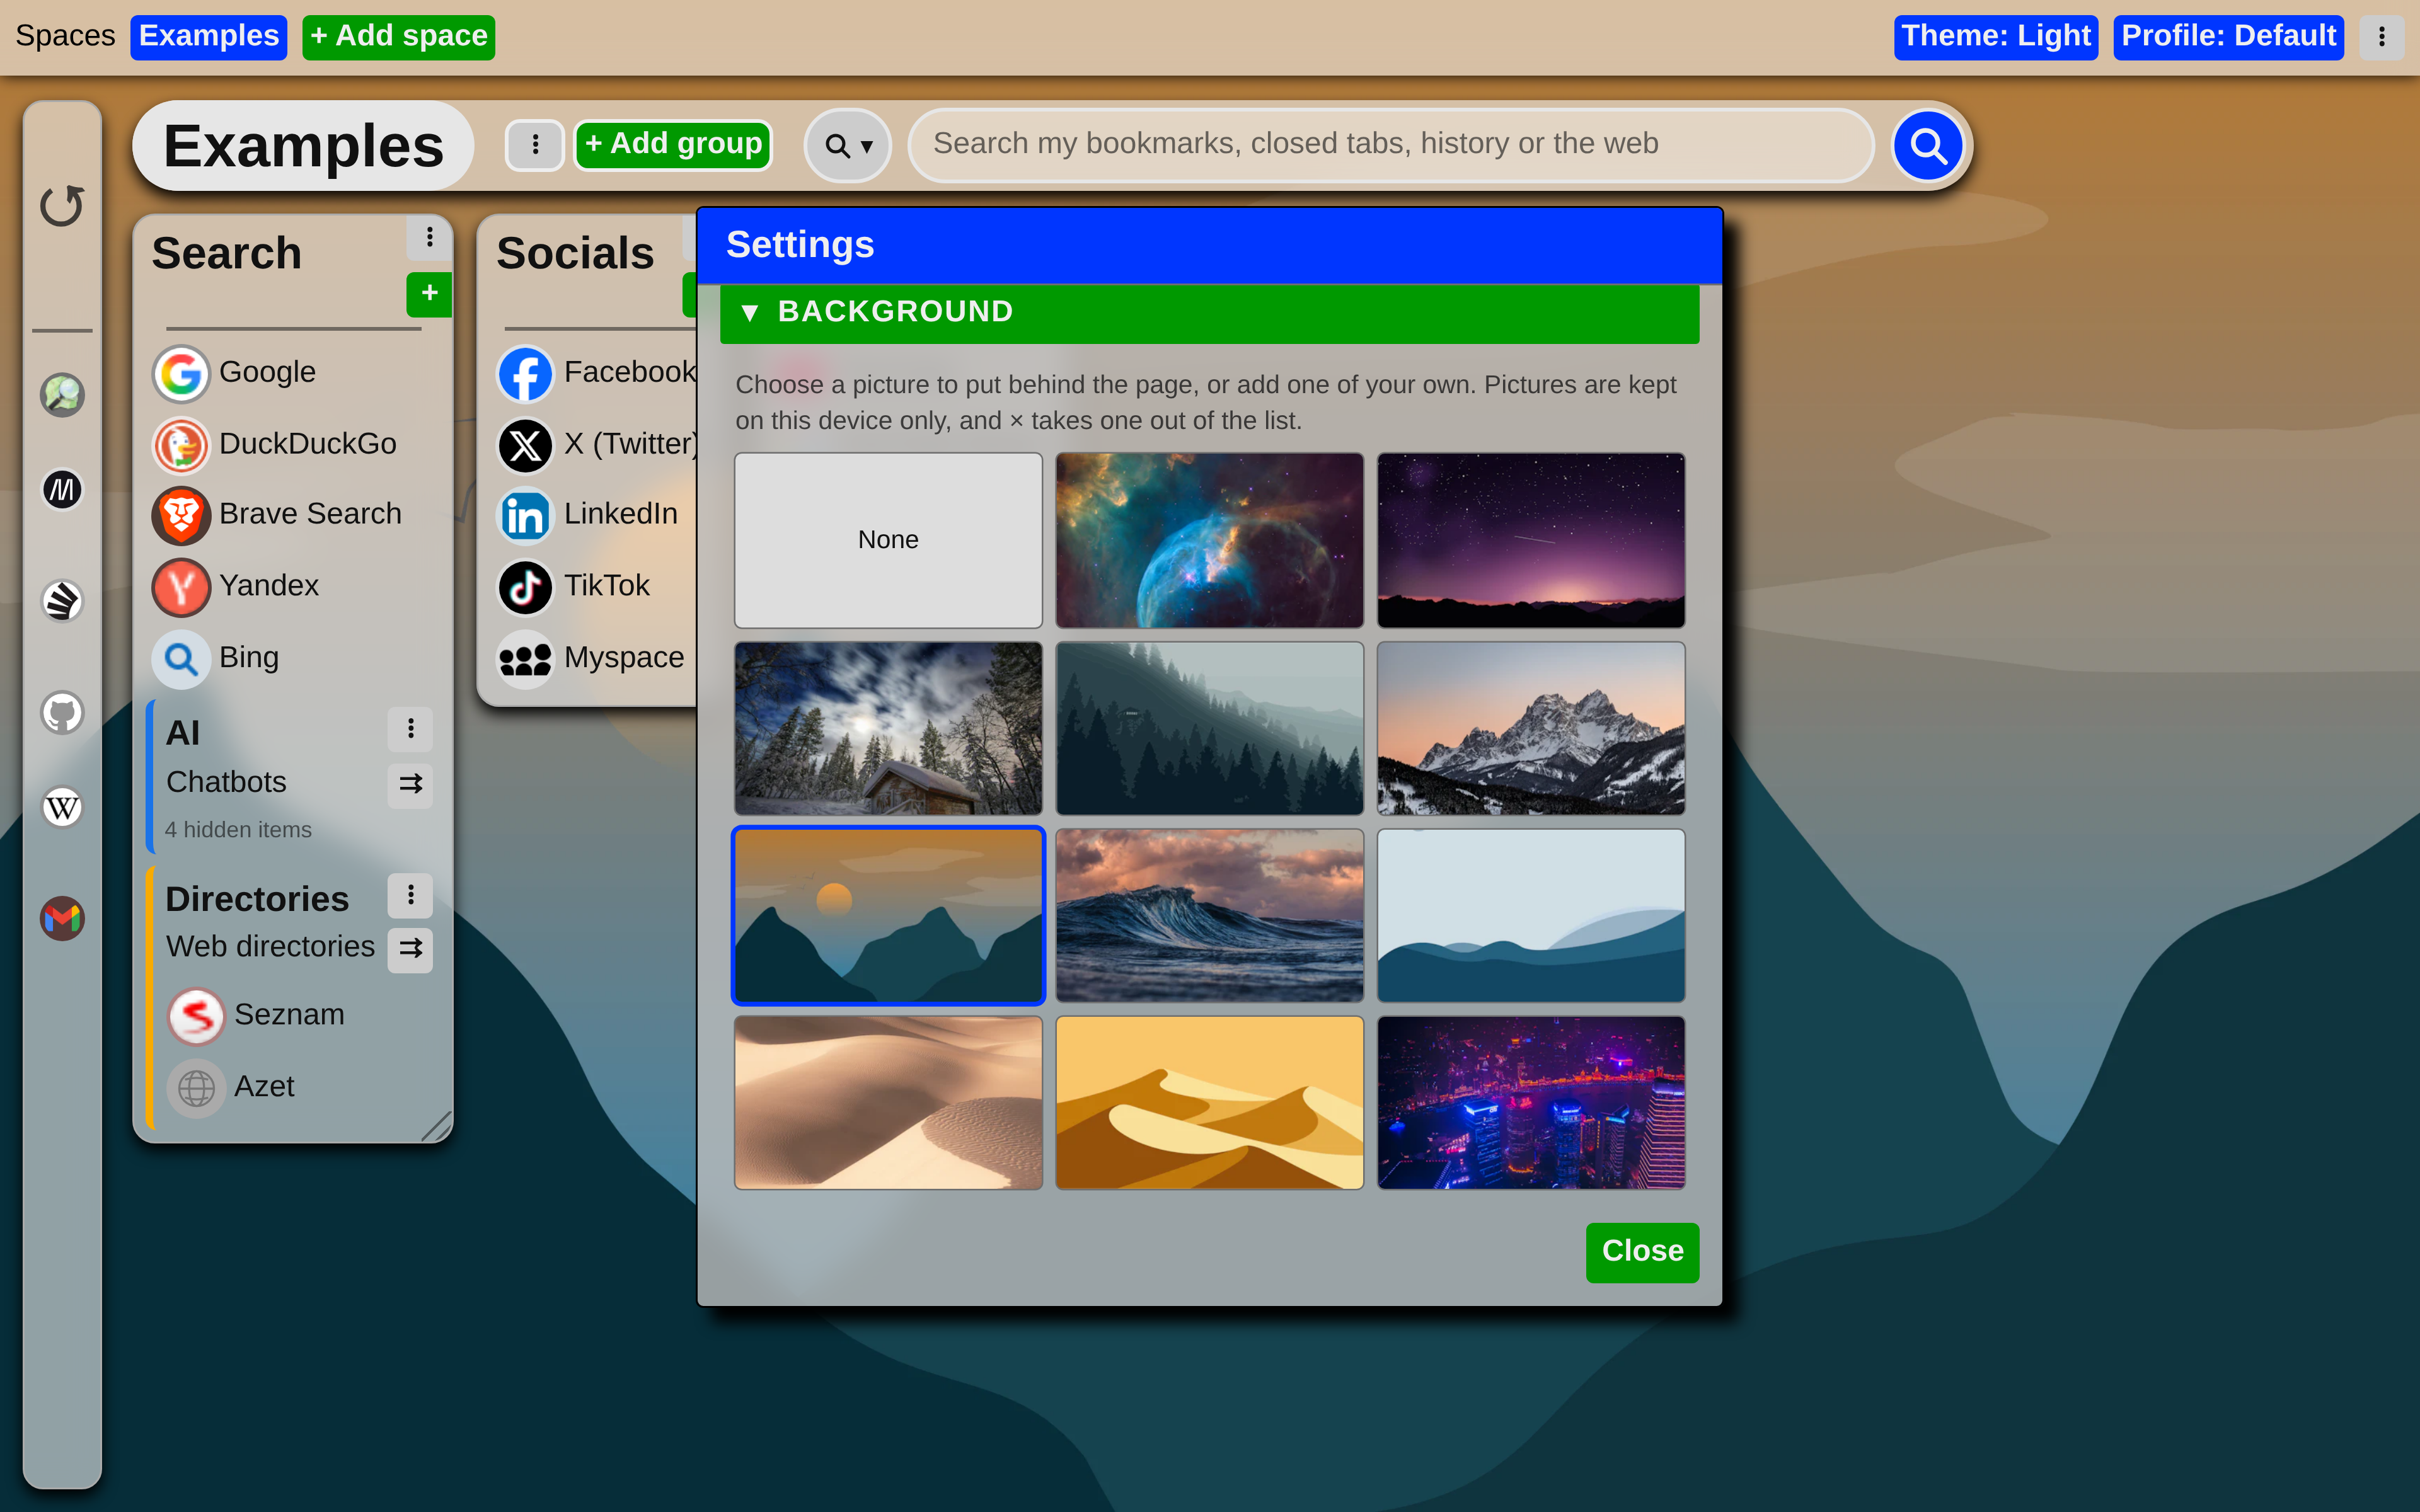 Spaces Examples + Add space Theme: Light Profile: Default
Examples + Add group Search my bookmarks, closed tabs, history or the web
Search
+
Google
DuckDuckGo
Brave Search
Yandex
Bing
AI
Chatbots
4 hidden items
Directories
Web directories
Seznam
Azet
Socials
Facebook
X (Twitter)
LinkedIn
TikTok
Myspace
Settings
▼ BACKGROUND
Choose a picture to put behind the page, or add one of your own. Pictures are kept
on this device only, and × takes one out of the list.
None
Close